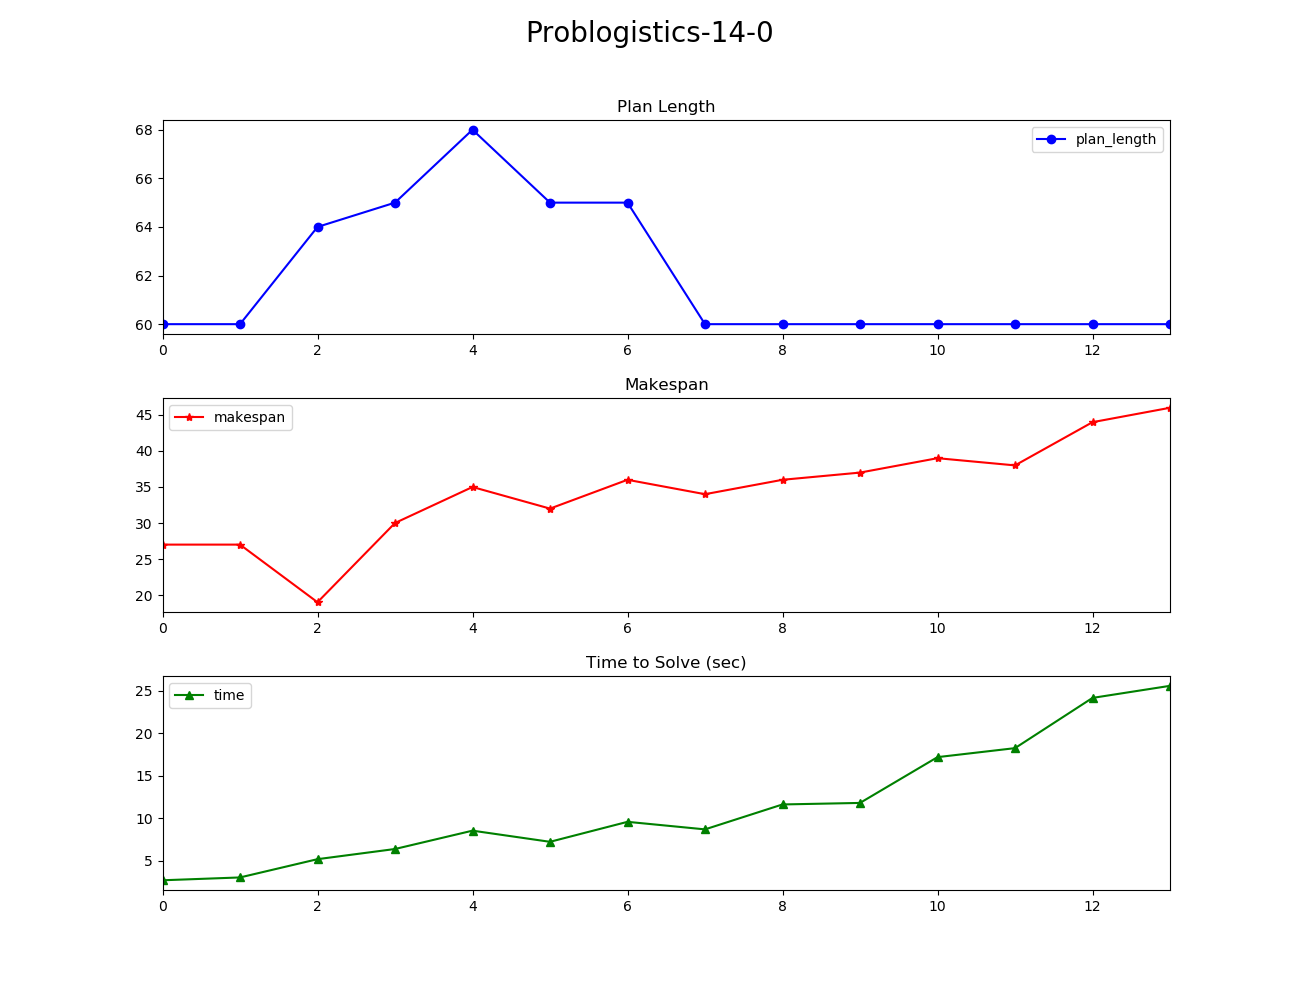 Problogistics-14-0
Plan Length
68
66
64
62
60
plan_length
0 2 4 6 8 10 12
Makespan
45
40
35
30
25
20
makespan
0 2 4 6 8 10 12
Time to Solve (sec)
25
20
15
10
5
time
0 2 4 6 8 10 12